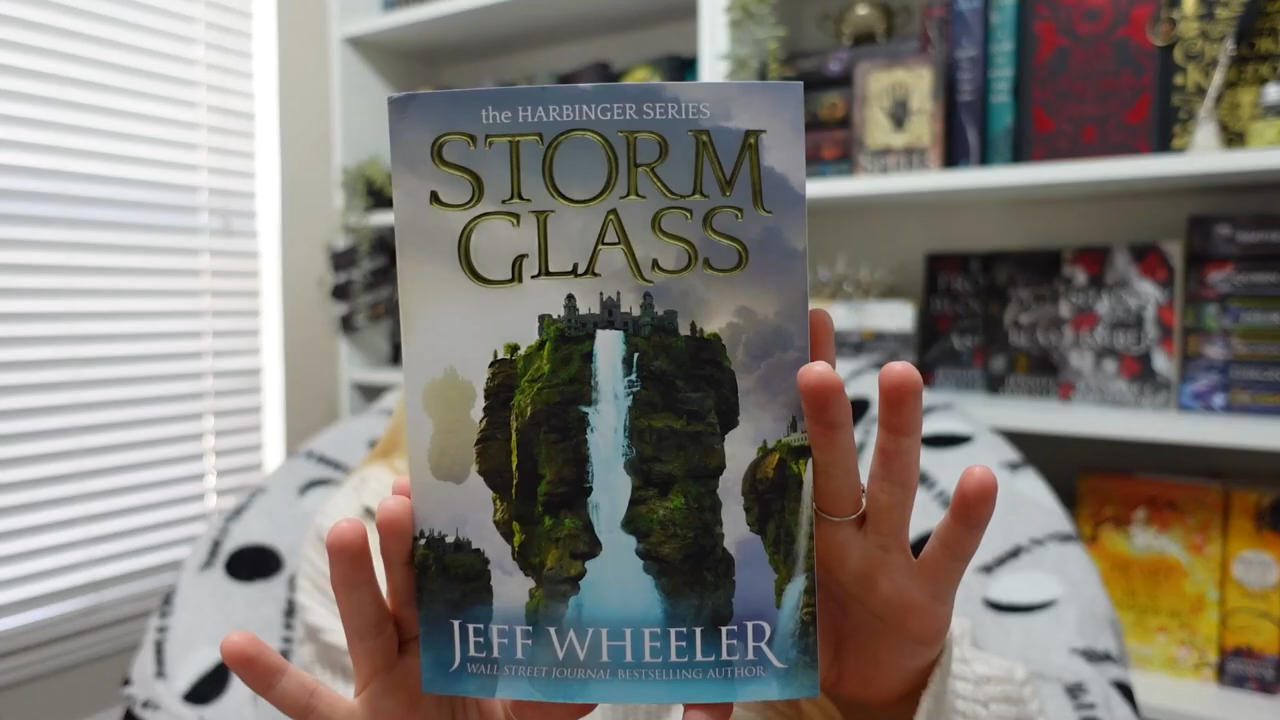 the HARBINGER SERIES
STORM
GLASS
JEFF WHEELER
WALL STREET JOURNAL BESTSELLING AUTHOR